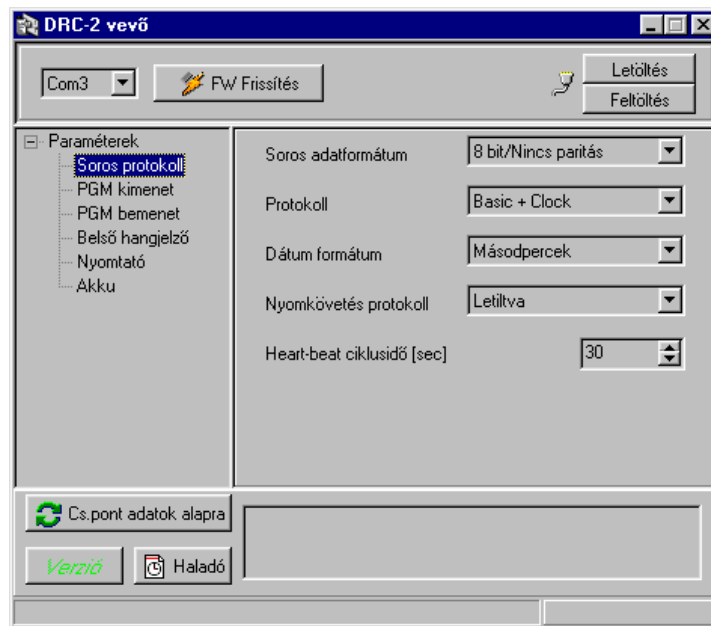 DRC-2 vevő
Com3
FW Frissítés
Letöltés
Feltöltés
Paraméterek
Soros protokoll
PGM kimenet
PGM bemenet
Belső hangjelző
Nyomtató
Akku
Soros adatformátum
8 bit/Nincs paritás
Protokoll
Basic + Clock
Dátum formátum
Másodpercek
Nyomkövetés protokoll
Letiltva
Heart-beat ciklusidő [sec]
30
Cs.pont adatok alapra
Verzió
Haladó